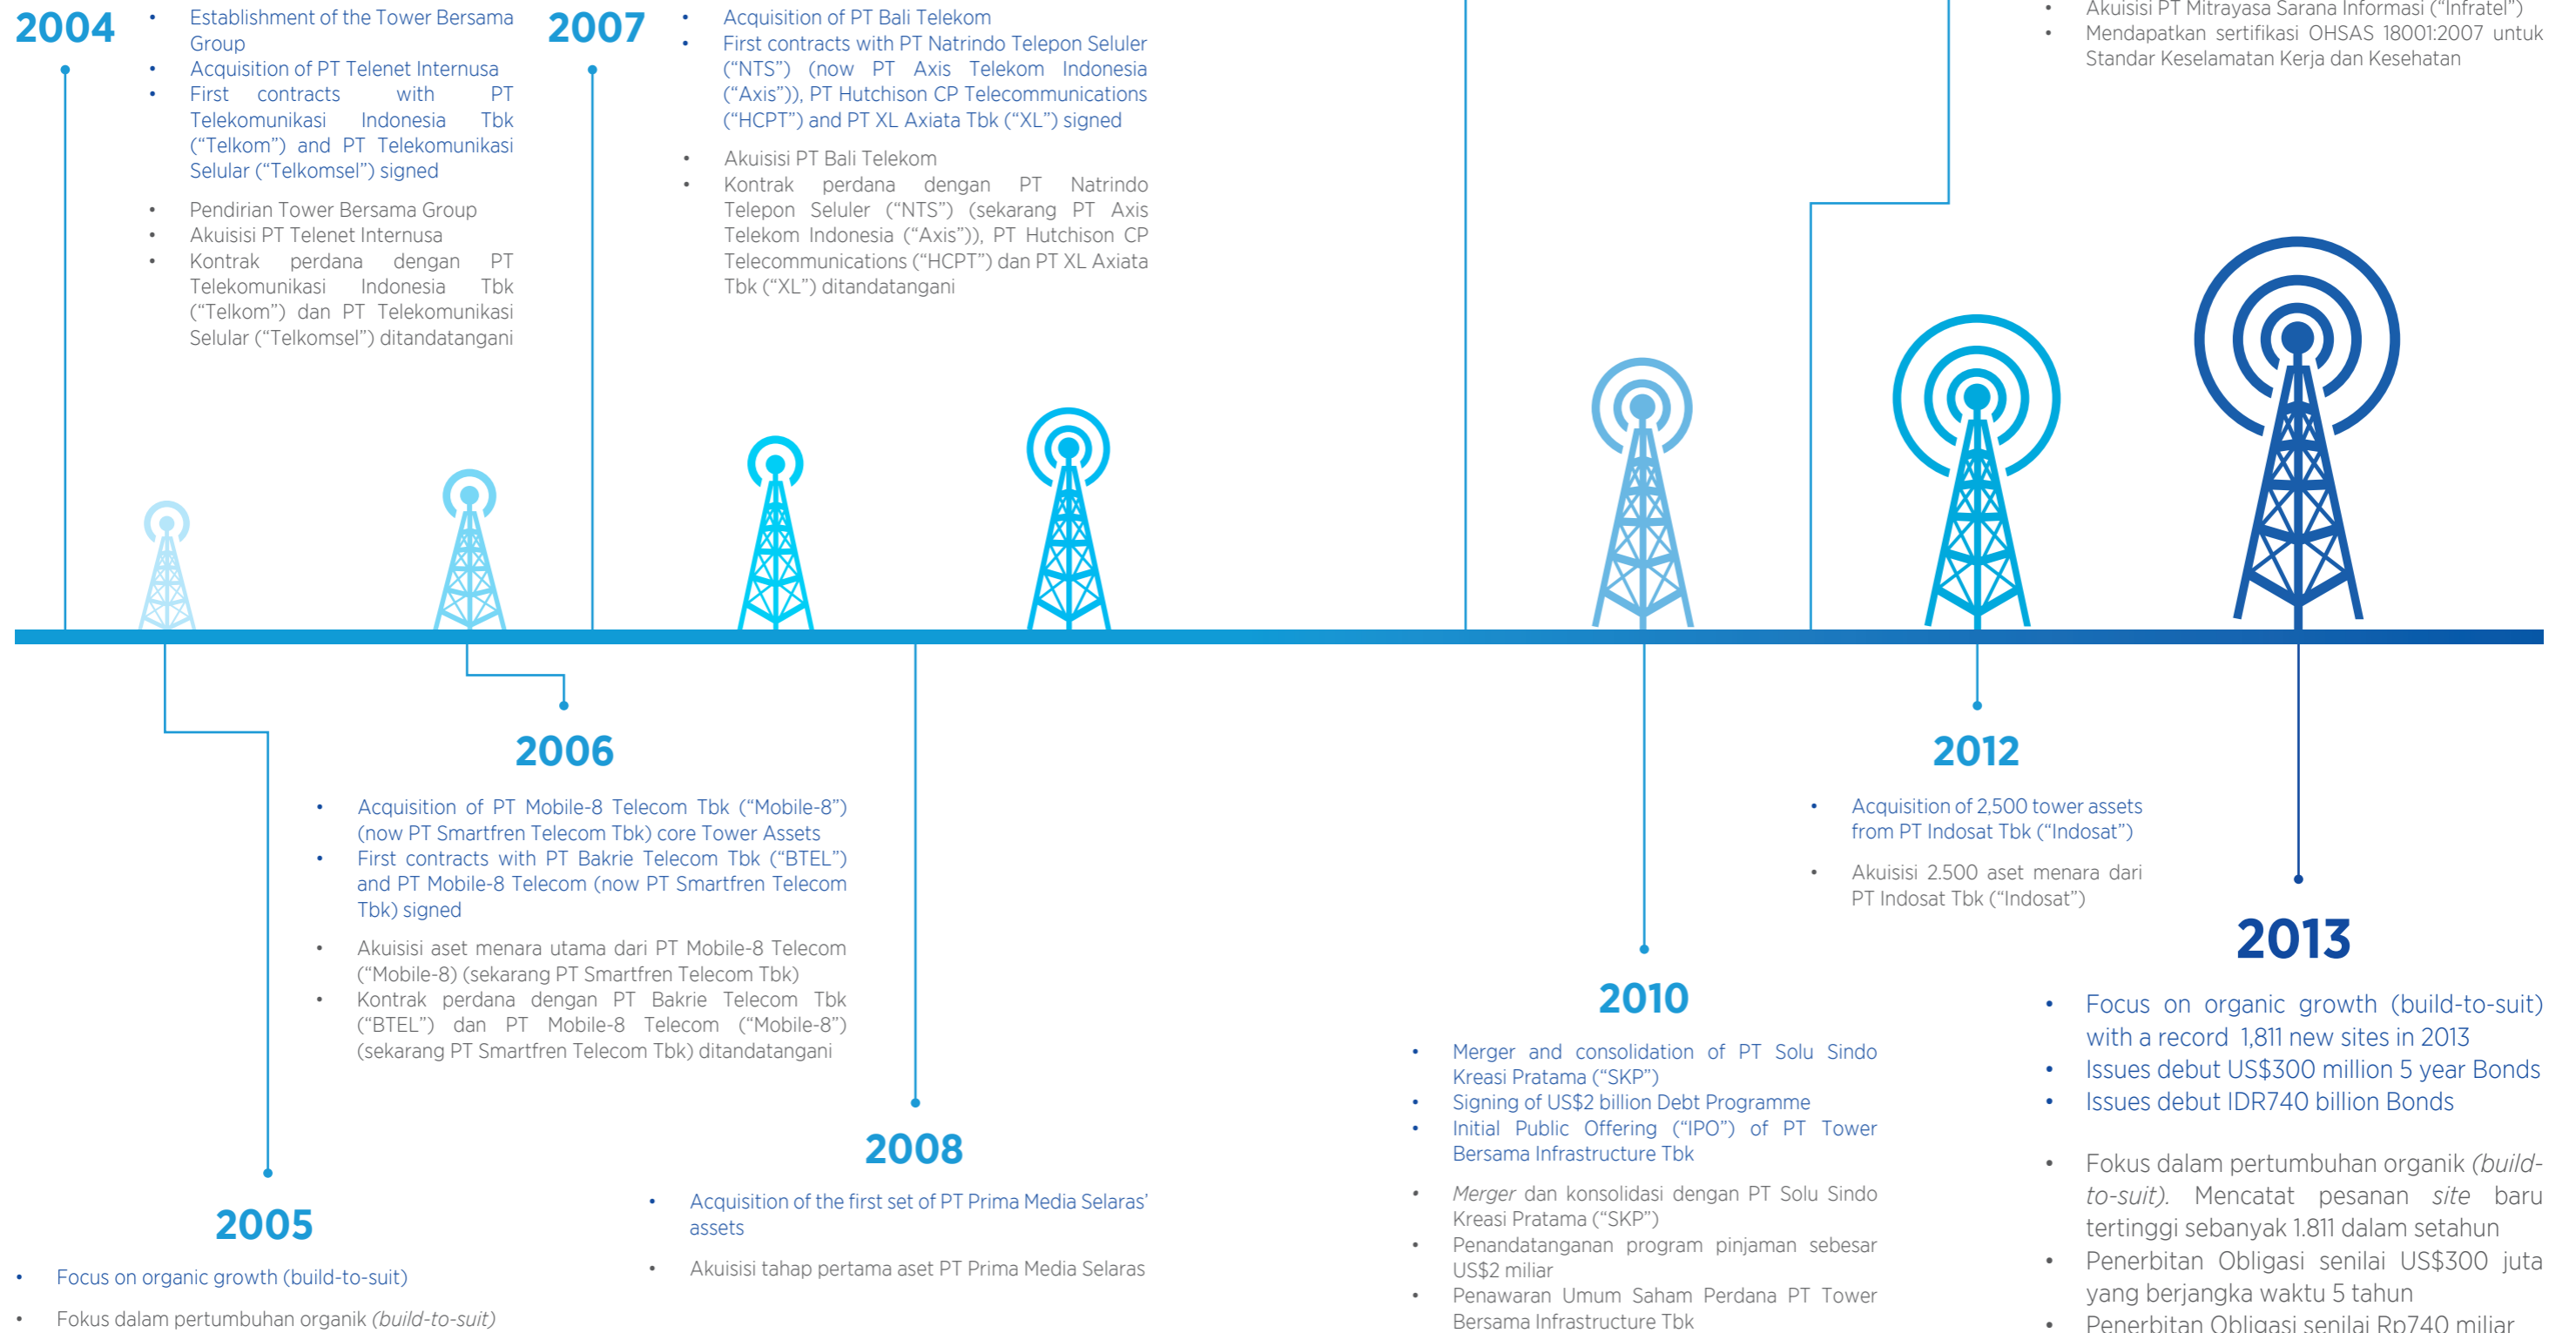 2004
• Establishment of the Tower Bersama
Group
• Acquisition of PT Telenet Internusa
• First contracts with PT
Telekomunikasi Indonesia Tbk
(“Telkom”) and PT Telekomunikasi
Selular (“Telkomsel”) signed
• Pendirian Tower Bersama Group
• Akuisisi PT Telenet Internusa
• Kontrak perdana dengan PT
Telekomunikasi Indonesia Tbk
(“Telkom”) dan PT Telekomunikasi
Selular (“Telkomsel”) ditandatangani
2007
• Acquisition of PT Bali Telekom
• First contracts with PT Natrindo Telepon Seluler
(“NTS”) (now PT Axis Telekom Indonesia
(“Axis”)), PT Hutchison CP Telecommunications
(“HCPT”) and PT XL Axiata Tbk (“XL”) signed
• Akuisisi PT Bali Telekom
• Kontrak perdana dengan PT Natrindo
Telepon Seluler (“NTS”) (sekarang PT Axis
Telekom Indonesia (“Axis”)), PT Hutchison CP
Telecommunications (“HCPT”) dan PT XL Axiata
Tbk (“XL”) ditandatangani
• Akuisisi PT Mitrayasa Sarana Informasi (“Infratel”)
• Mendapatkan sertifikasi OHSAS 18001:2007 untuk
Standar Keselamatan Kerja dan Kesehatan
2006
• Acquisition of PT Mobile-8 Telecom Tbk (“Mobile-8”)
(now PT Smartfren Telecom Tbk) core Tower Assets
• First contracts with PT Bakrie Telecom Tbk (“BTEL”)
and PT Mobile-8 Telecom (now PT Smartfren Telecom
Tbk) signed
• Akuisisi aset menara utama dari PT Mobile-8 Telecom
(“Mobile-8) (sekarang PT Smartfren Telecom Tbk)
• Kontrak perdana dengan PT Bakrie Telecom Tbk
(“BTEL”) dan PT Mobile-8 Telecom (“Mobile-8”)
(sekarang PT Smartfren Telecom Tbk) ditandatangani
2005
• Focus on organic growth (build-to-suit)
• Fokus dalam pertumbuhan organik (build-to-suit)
2008
• Acquisition of the first set of PT Prima Media Selaras’
assets
• Akuisisi tahap pertama aset PT Prima Media Selaras
2012
• Acquisition of 2,500 tower assets
from PT Indosat Tbk (“Indosat”)
• Akuisisi 2.500 aset menara dari
PT Indosat Tbk (“Indosat”)
2010
• Merger and consolidation of PT Solu Sindo
Kreasi Pratama (“SKP”)
• Signing of US$2 billion Debt Programme
• Initial Public Offering (“IPO”) of PT Tower
Bersama Infrastructure Tbk
• Merger dan konsolidasi dengan PT Solu Sindo
Kreasi Pratama (“SKP”)
• Penandatanganan program pinjaman sebesar
US$2 miliar
• Penawaran Umum Saham Perdana PT Tower
Bersama Infrastructure Tbk
2013
• Focus on organic growth (build-to-suit)
with a record 1,811 new sites in 2013
• Issues debut US$300 million 5 year Bonds
• Issues debut IDR740 billion Bonds
• Fokus dalam pertumbuhan organik (build-
to-suit). Mencatat pesanan site baru
tertinggi sebanyak 1.811 dalam setahun
• Penerbitan Obligasi senilai US$300 juta
yang berjangka waktu 5 tahun
• Penerbitan Obligasi senilai Rp740 miliar